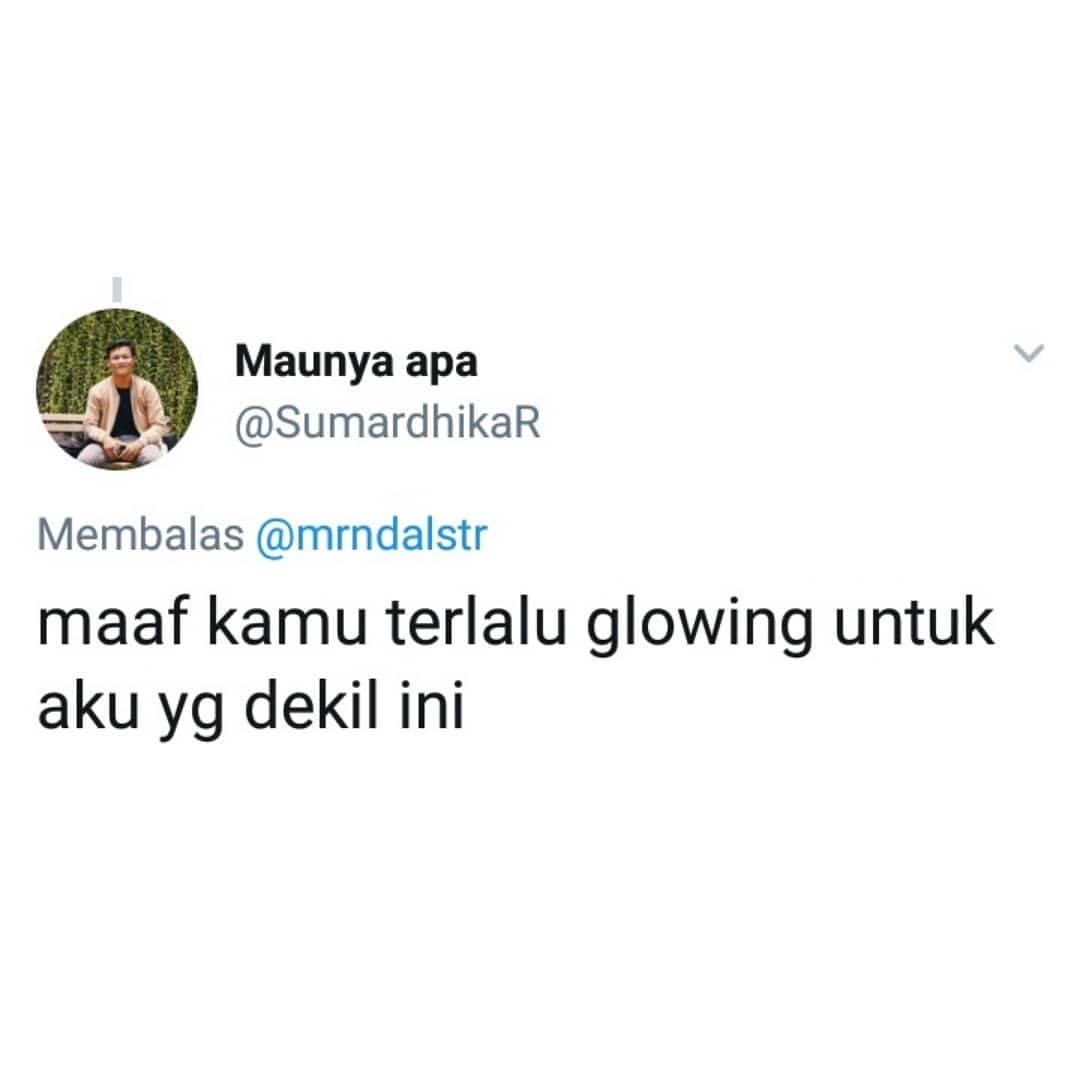 Maunya apa
@SumardhikaR
Membalas @mrndalstr
maaf kamu terlalu glowing untuk
aku yg dekil ini